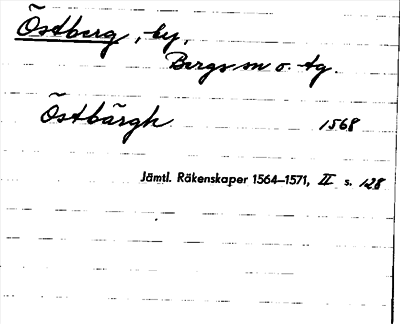 Östberg, by,
Bergs sn o. tg.
Östbärgh 1568
Jämtl. Räkenskaper 1564–1571, II s. 128